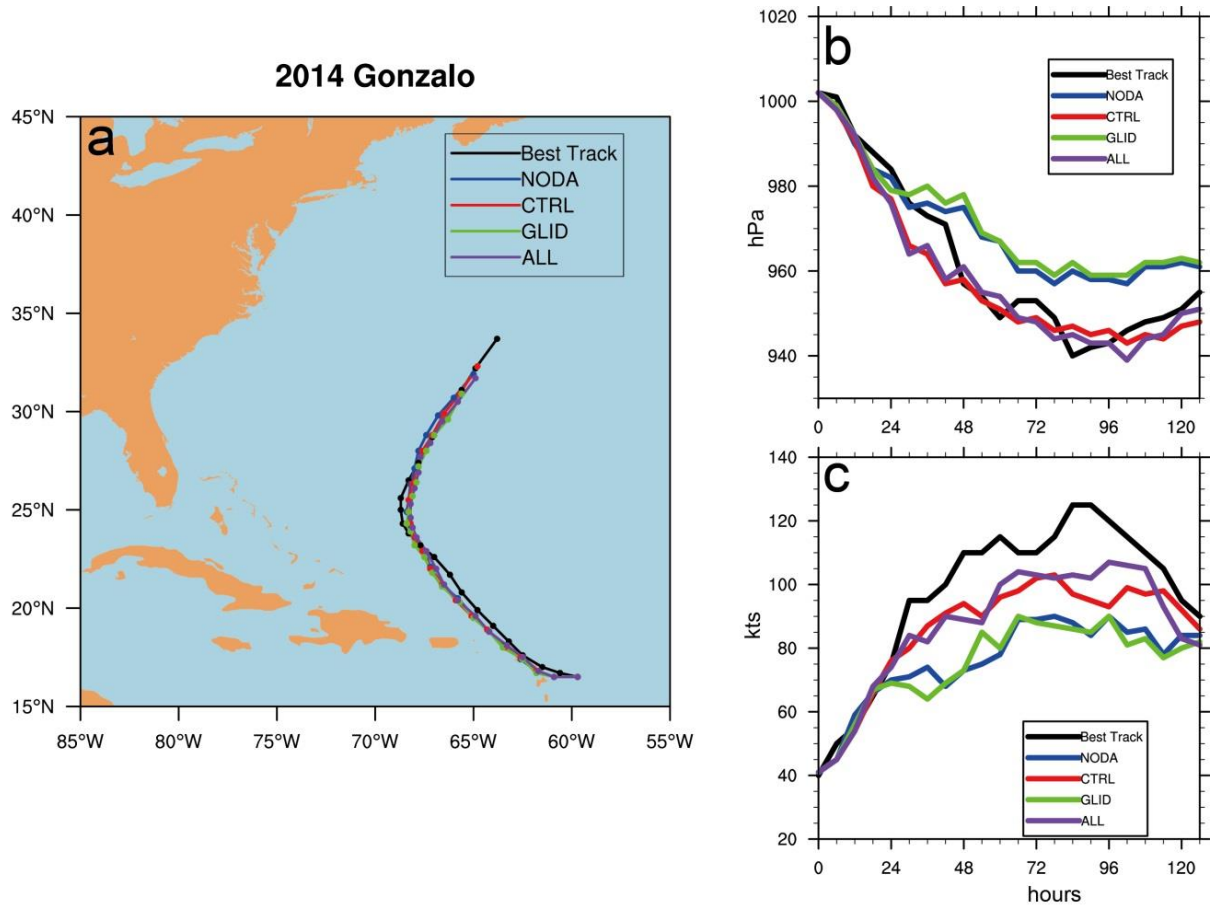 2014 Gonzalo
a
45°N
40°N
35°N
30°N
25°N
20°N
15°N
85°W 80°W 75°W 70°W 65°W 60°W 55°W
Best Track
NODA
CTRL
GLID
ALL
b
1020
1000
980
960
940
hPa
0 24 48 72 96 120
Best Track
NODA
CTRL
GLID
ALL
c
140
120
100
80
60
40
20
kts
0 24 48 72 96 120
hours
Best Track
NODA
CTRL
GLID
ALL